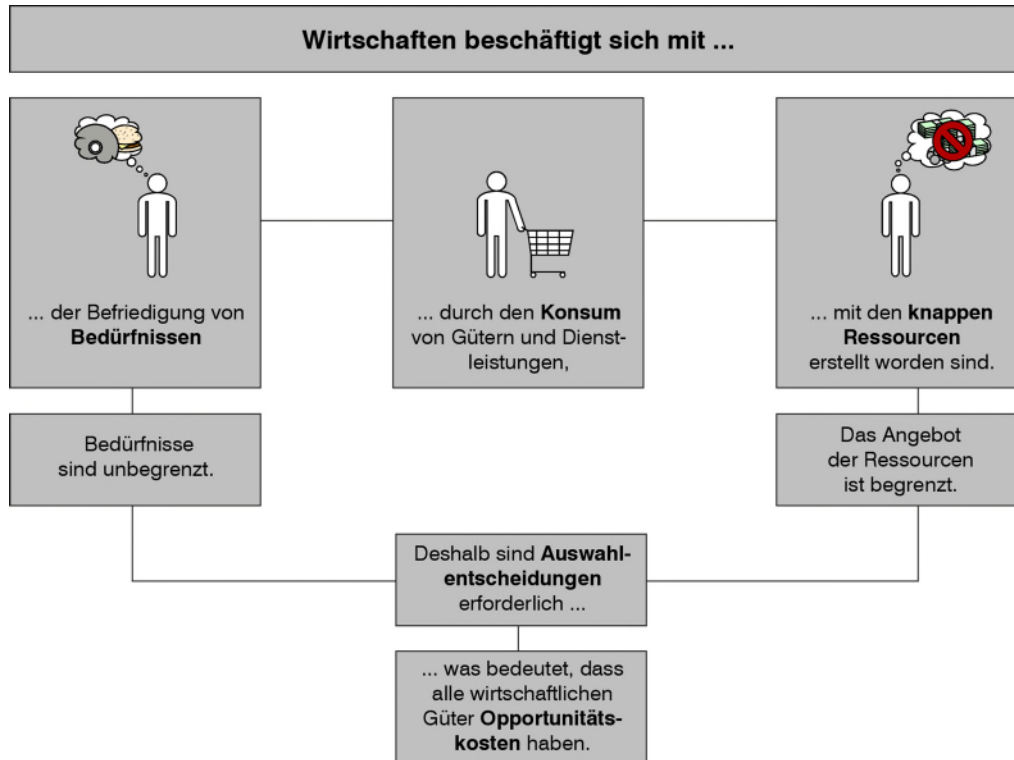 Wirtschaften beschäftigt sich mit ...
... der Befriedigung von
Bedürfnissen
... durch den Konsum
von Gütern und Dienst-
leistungen,
... mit den knappen
Ressourcen
erstellt worden sind.
Bedürfnisse
sind unbegrenzt.
Das Angebot
der Ressourcen
ist begrenzt.
Deshalb sind Auswahl-
entscheidungen
erforderlich ...
... was bedeutet, dass
alle wirtschaftlichen
Güter Opportunitäts-
kosten haben.